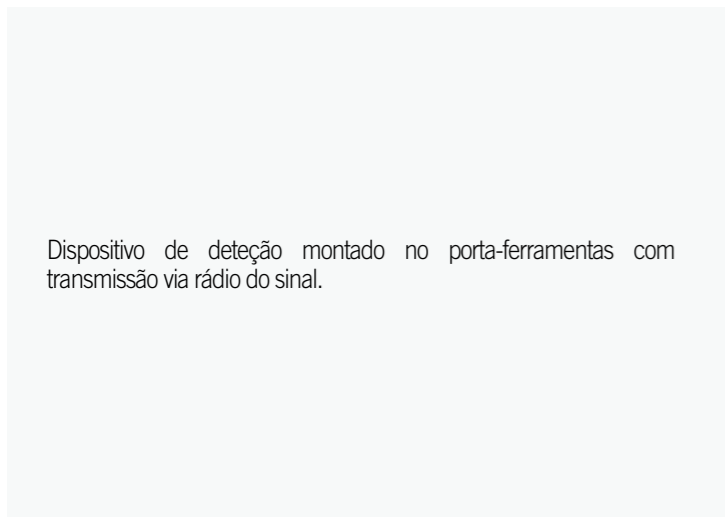 Dispositivo de deteção montado no porta-ferramentas com
transmissão via rádio do sinal.